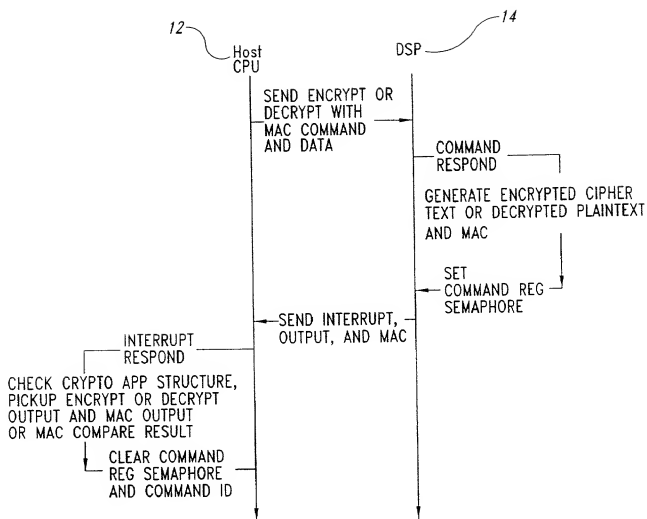 12
Host
CPU
DSP
14
SEND ENCRYPT OR
DECRYPT WITH
MAC COMMAND
AND DATA
COMMAND
RESPOND
GENERATE ENCRYPTED CIPHER
TEXT OR DECRYPTED PLAINTEXT
AND MAC
SET
COMMAND REG
SEMAPHORE
SEND INTERRUPT,
OUTPUT, AND MAC
INTERRUPT
RESPOND
CHECK CRYPTO APP STRUCTURE,
PICKUP ENCRYPT OR DECRYPT
OUTPUT AND MAC OUTPUT
OR MAC COMPARE RESULT
CLEAR COMMAND
REG SEMAPHORE
AND COMMAND ID